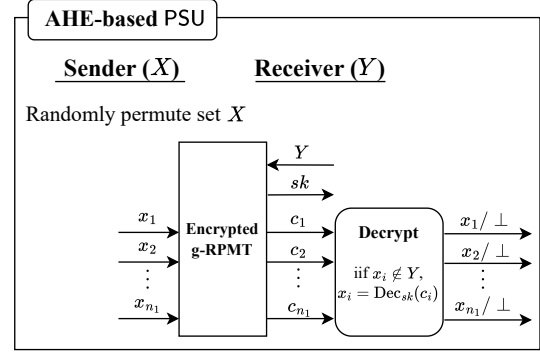 AHE-based PSU
Sender (X) Receiver (Y)
Randomly permute set X
Y
sk
x₁ c₁ x₁/ ⊥
x₂ c₂ x₂/ ⊥
⋮ ⋮ ⋮
xₙ₁ cₙ₁ xₙ₁/ ⊥
Encrypted
g-RPMT
Decrypt
iif xᵢ ∉ Y,
xᵢ = Decₛₖ(cᵢ)